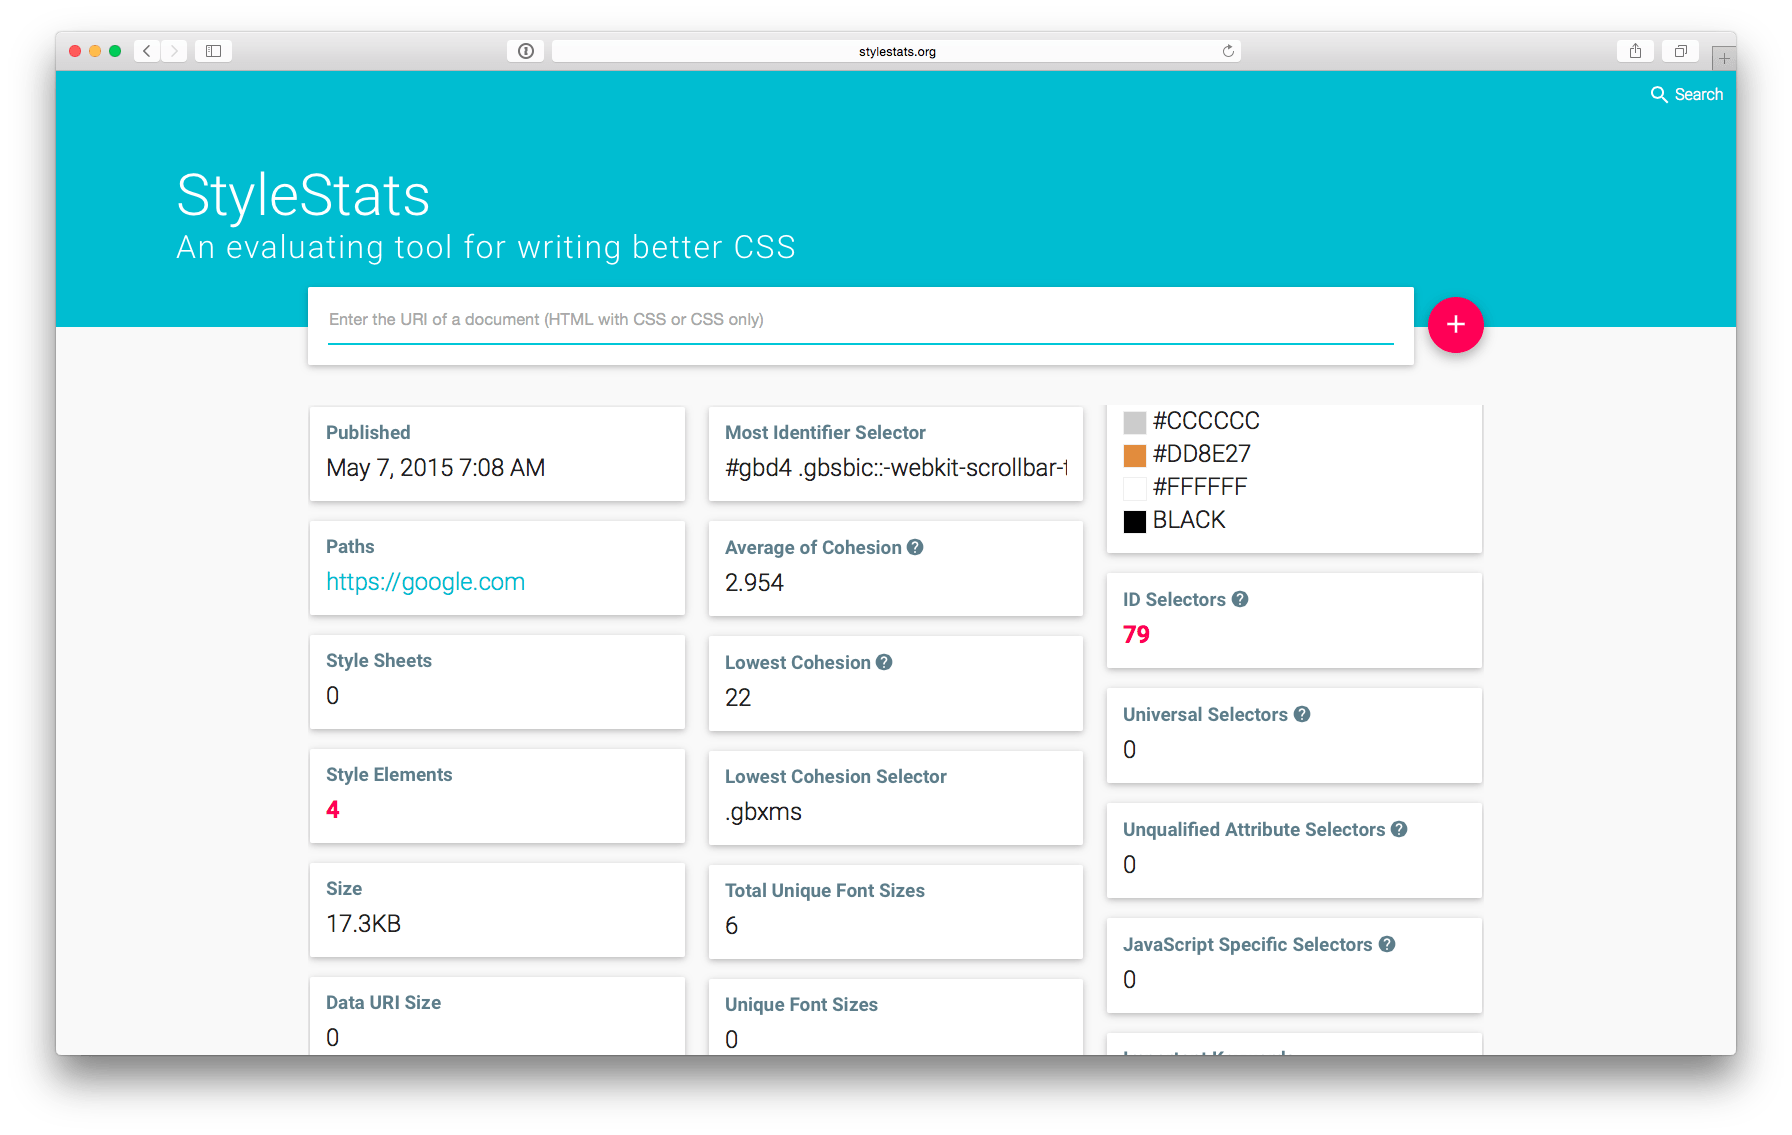 stylestats.org
Search
StyleStats
An evaluating tool for writing better CSS
Enter the URI of a document (HTML with CSS or CSS only)
Published
May 7, 2015 7:08 AM
Paths
https://google.com
Style Sheets
0
Style Elements
4
Size
17.3KB
Data URI Size
0
Most Identifier Selector
#gbd4 .gbsbic::-webkit-scrollbar-
Average of Cohesion
2.954
Lowest Cohesion
22
Lowest Cohesion Selector
.gbxms
Total Unique Font Sizes
6
Unique Font Sizes
0
#CCCCCC
#DD8E27
#FFFFFF
BLACK
ID Selectors
79
Universal Selectors
0
Unqualified Attribute Selectors
0
JavaScript Specific Selectors
0